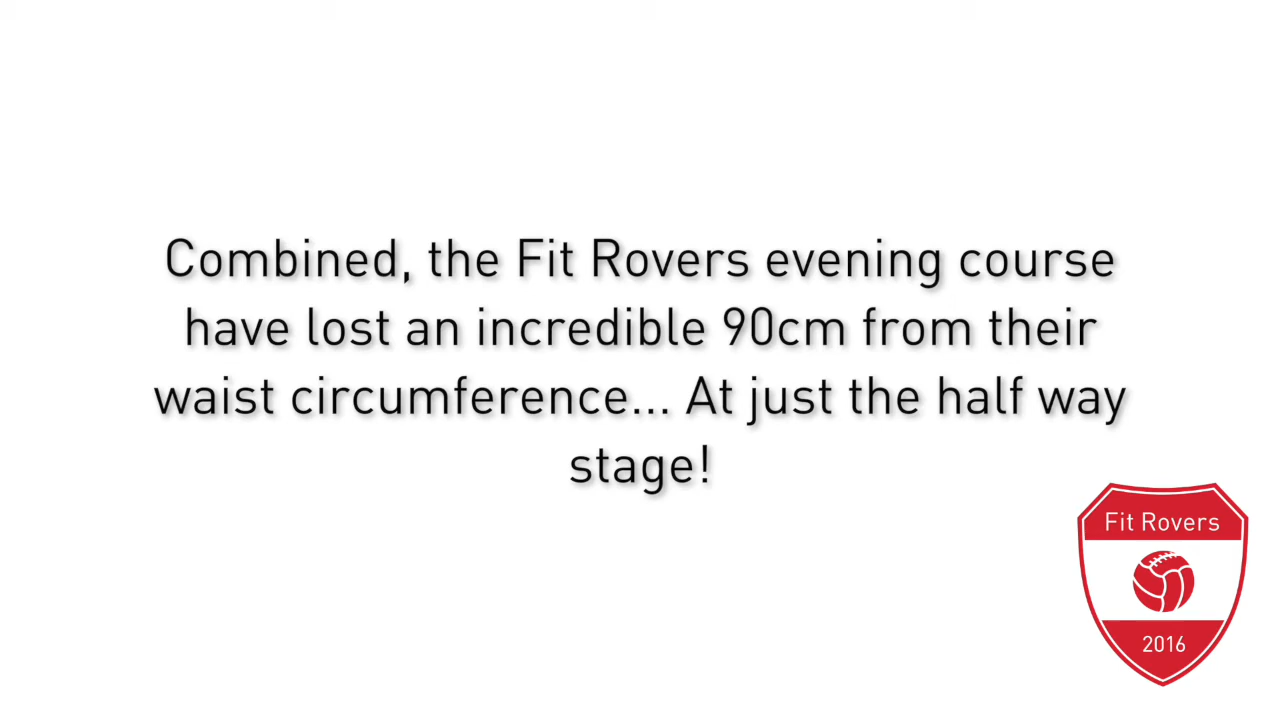 Combined, the Fit Rovers evening course
have lost an incredible 90cm from their
waist circumference... At just the half way
stage!
Fit Rovers
2016